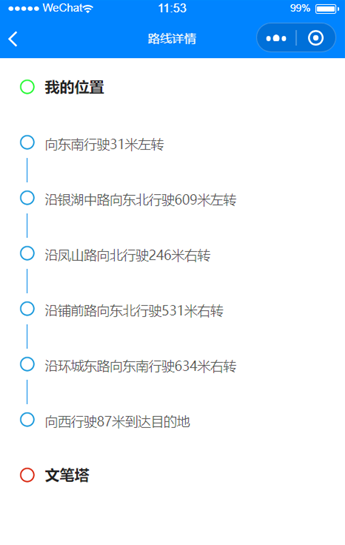 WeChat 11:53 99%
路线详情
我的位置
向东南行驶31米左转
沿银湖中路向东北行驶609米左转
沿凤山路向北行驶246米右转
沿铺前路向东北行驶531米右转
沿环城东路向东南行驶634米右转
向西行驶87米到达目的地
文笔塔